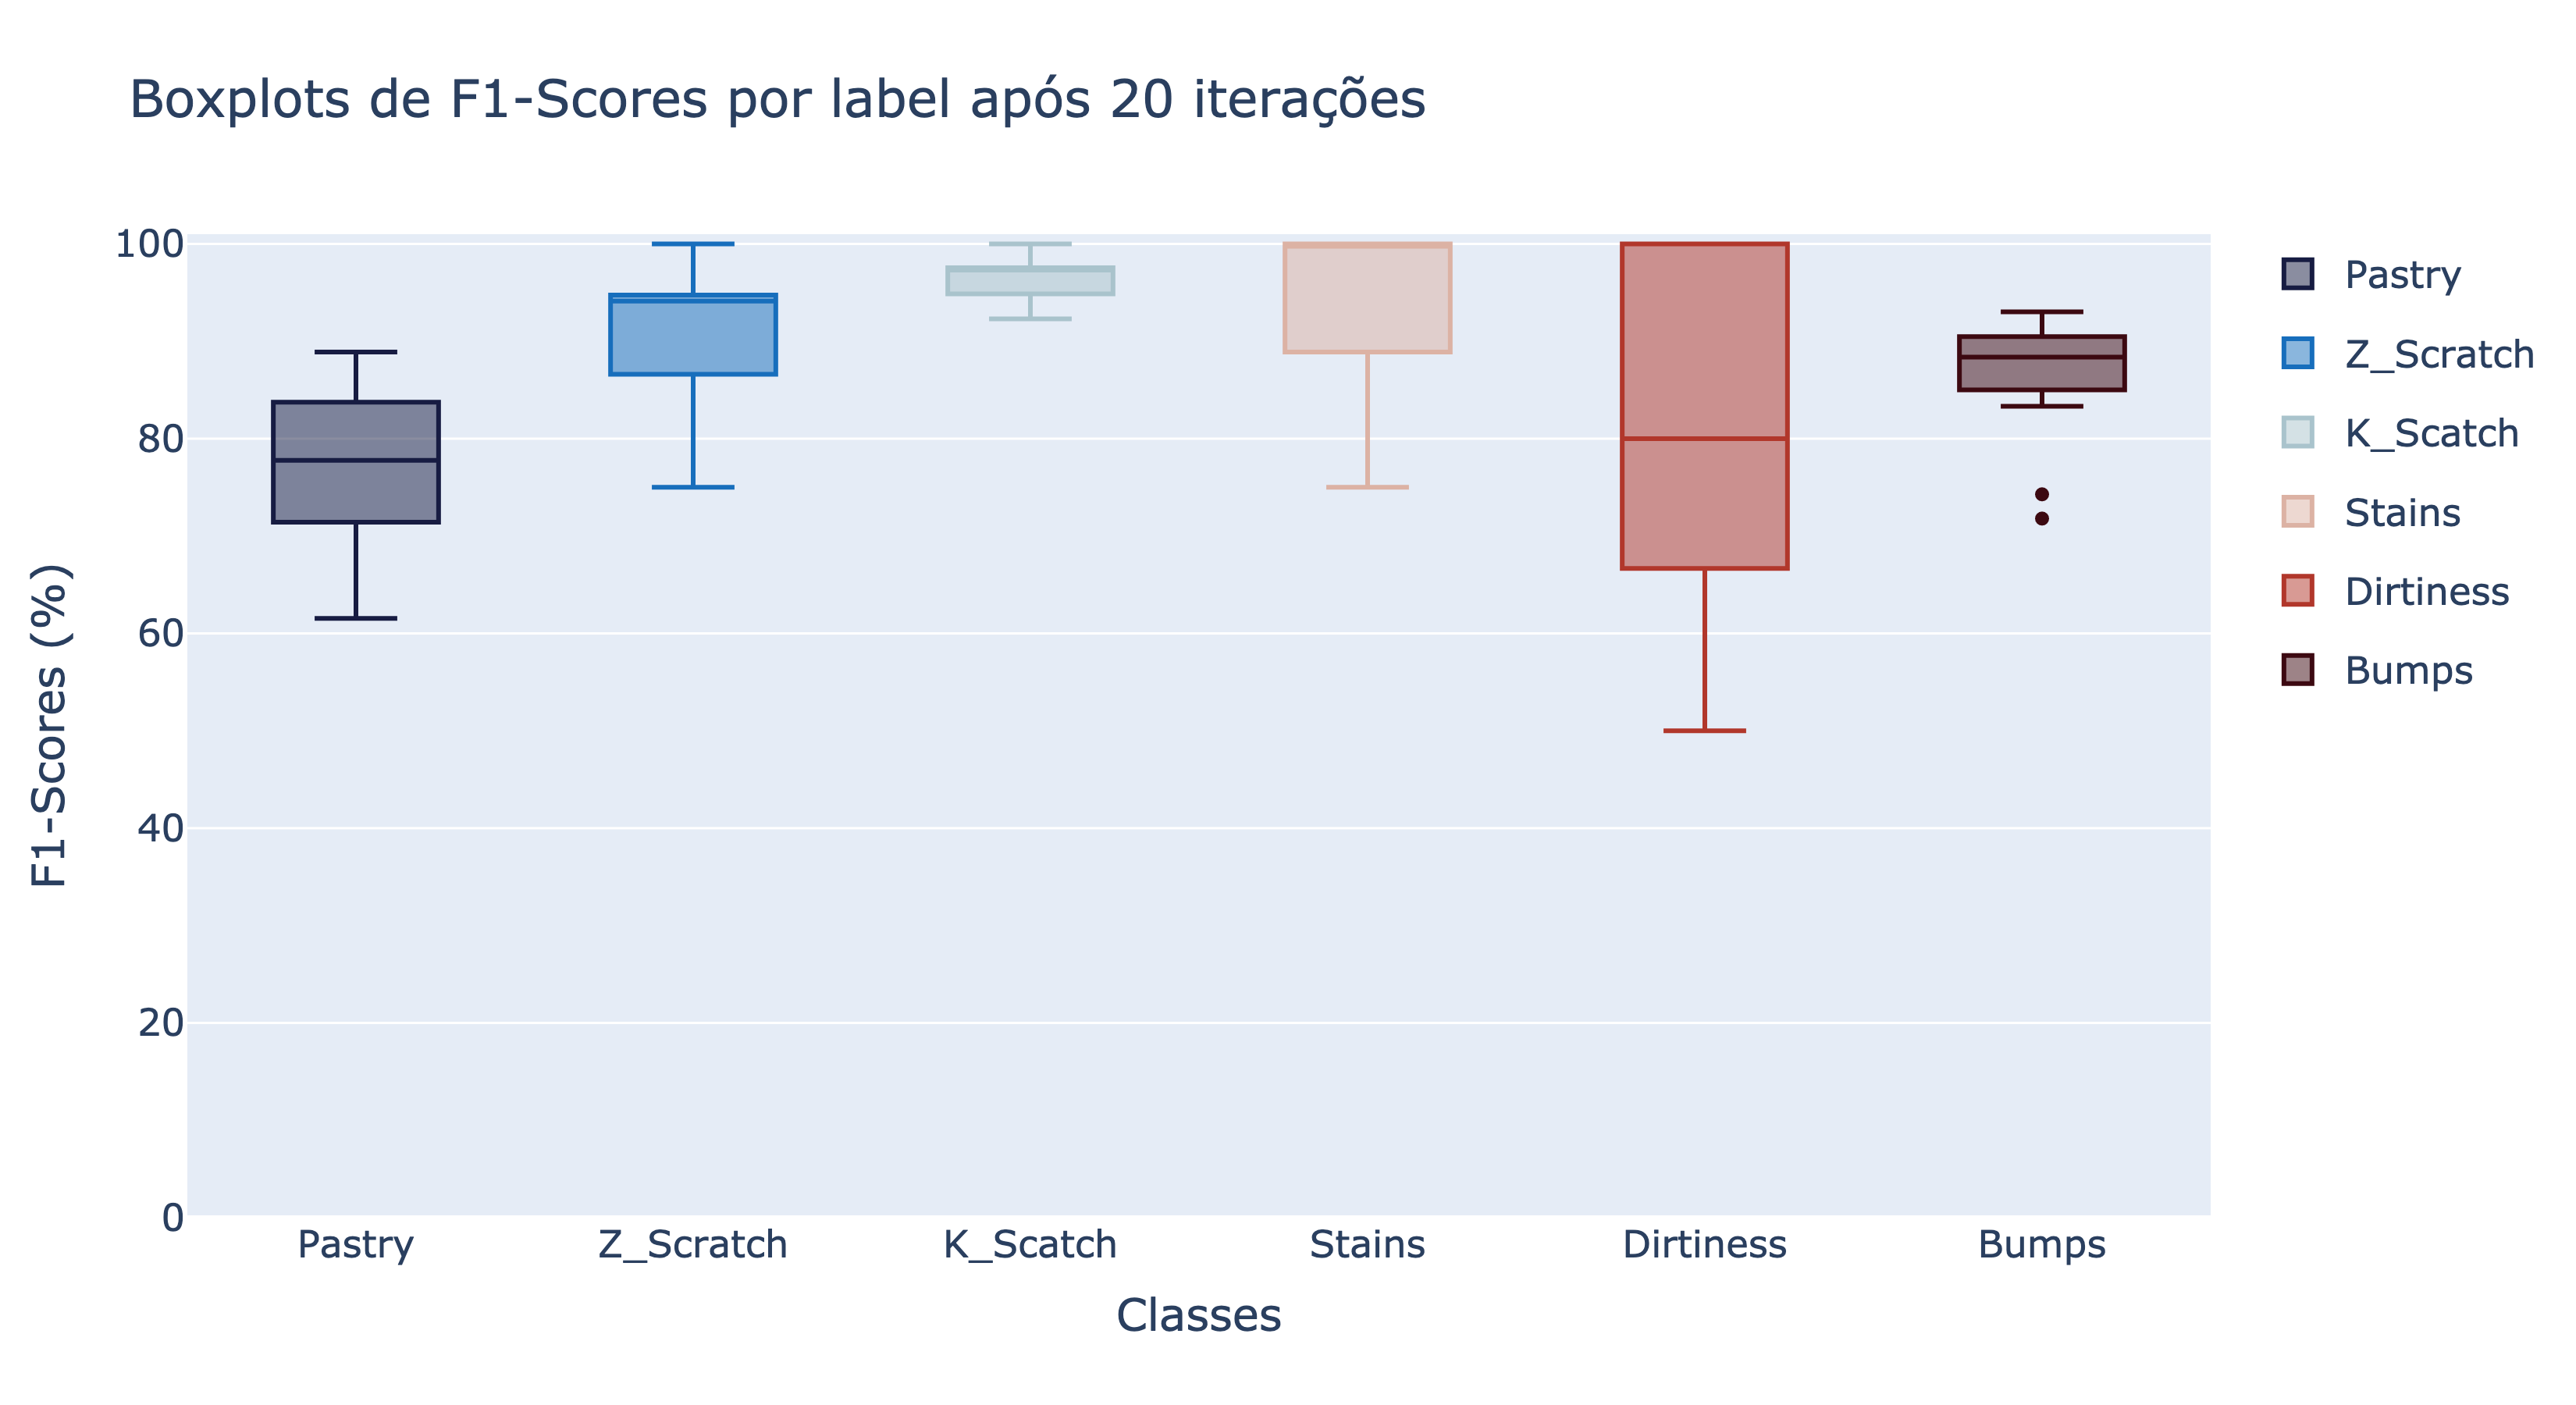 Boxplots de F1-Scores por label após 20 iterações
F1-Scores (%)
100
80
60
40
20
0
Pastry
Z_Scratch
K_Scatch
Stains
Dirtiness
Bumps
Classes
Pastry
Z_Scratch
K_Scatch
Stains
Dirtiness
Bumps